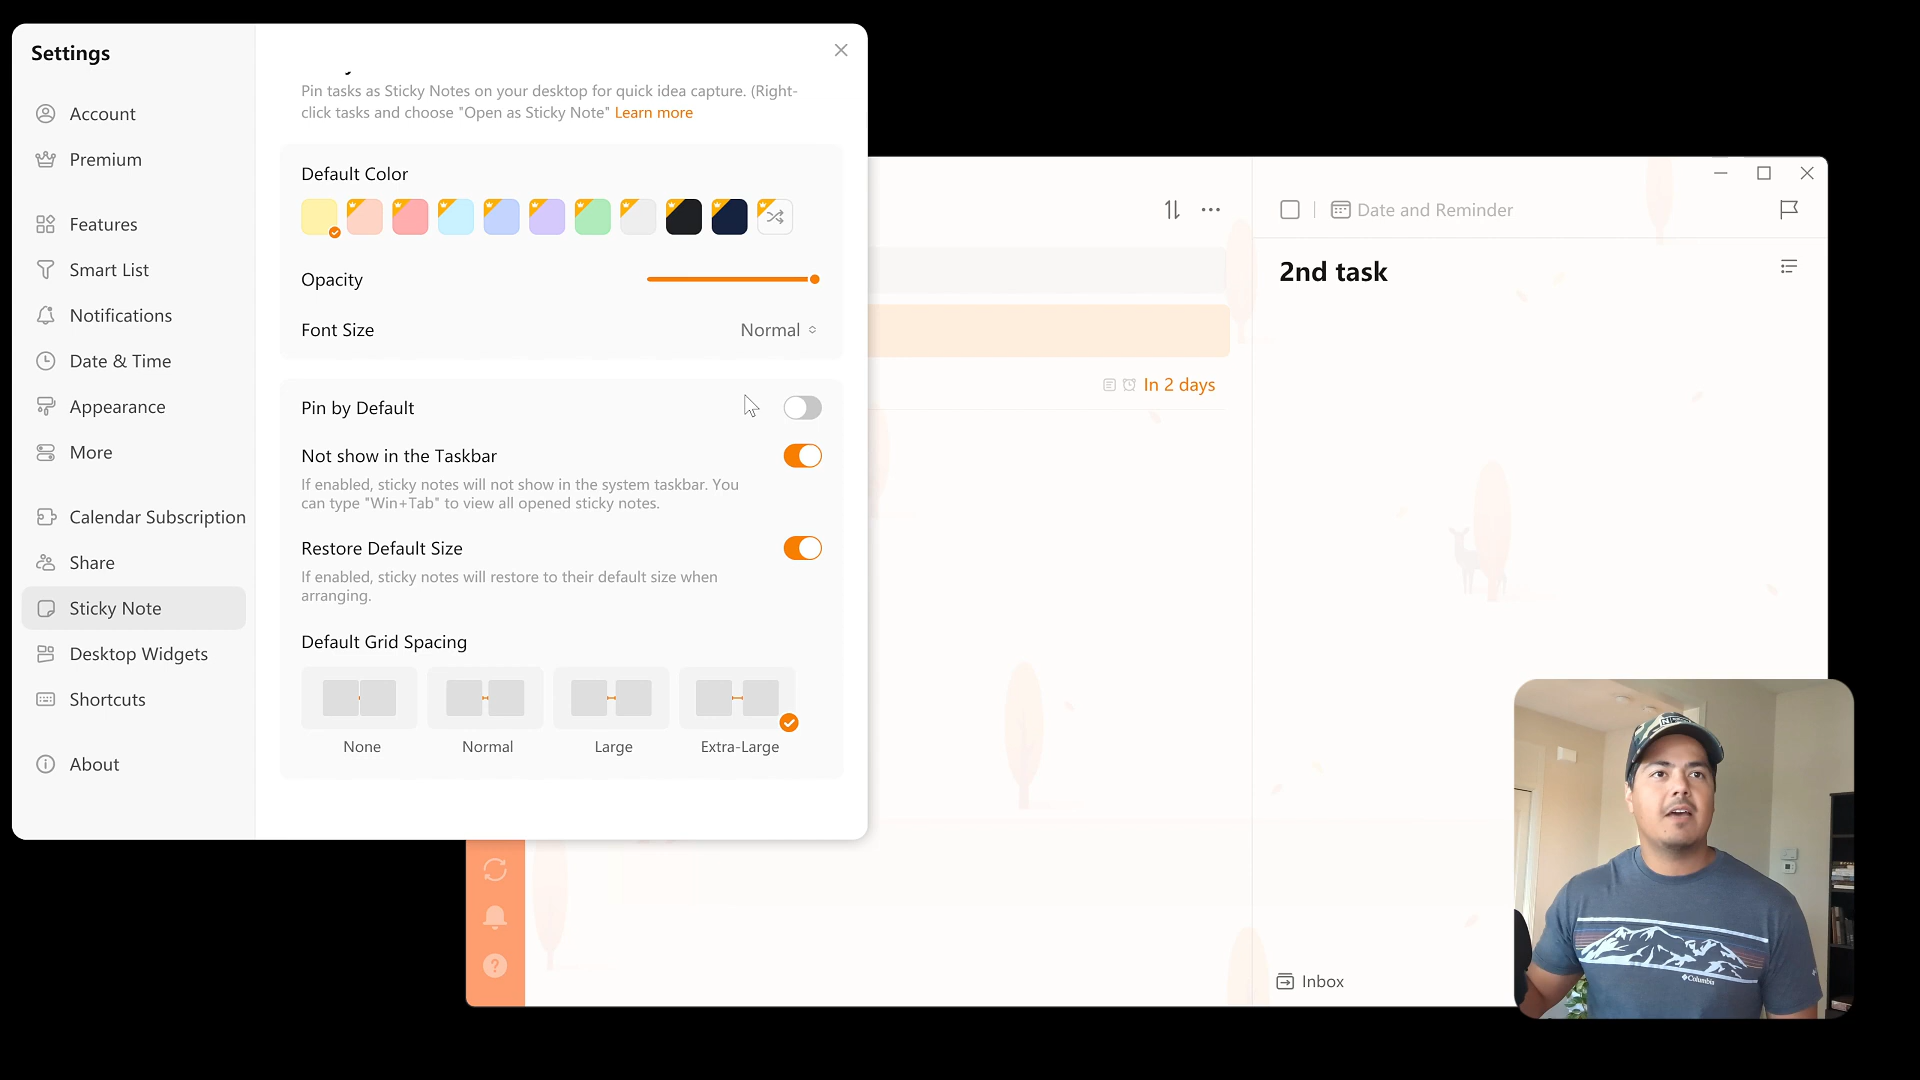 Settings
Account
Premium
Features
Smart List
Notifications
Date & Time
Appearance
More
Calendar Subscription
Share
Sticky Note
Desktop Widgets
Shortcuts
About
Pin tasks as Sticky Notes on your desktop for quick idea capture. (Right-
click tasks and choose "Open as Sticky Note" Learn more
Default Color
Opacity
Font Size
Normal
Pin by Default
Not show in the Taskbar
If enabled, sticky notes will not show in the system taskbar. You
can type "Win+Tab" to view all opened sticky notes.
Restore Default Size
If enabled, sticky notes will restore to their default size when
arranging.
Default Grid Spacing
None
Normal
Large
Extra-Large
In 2 days
Date and Reminder
2nd task
Inbox
Columbia